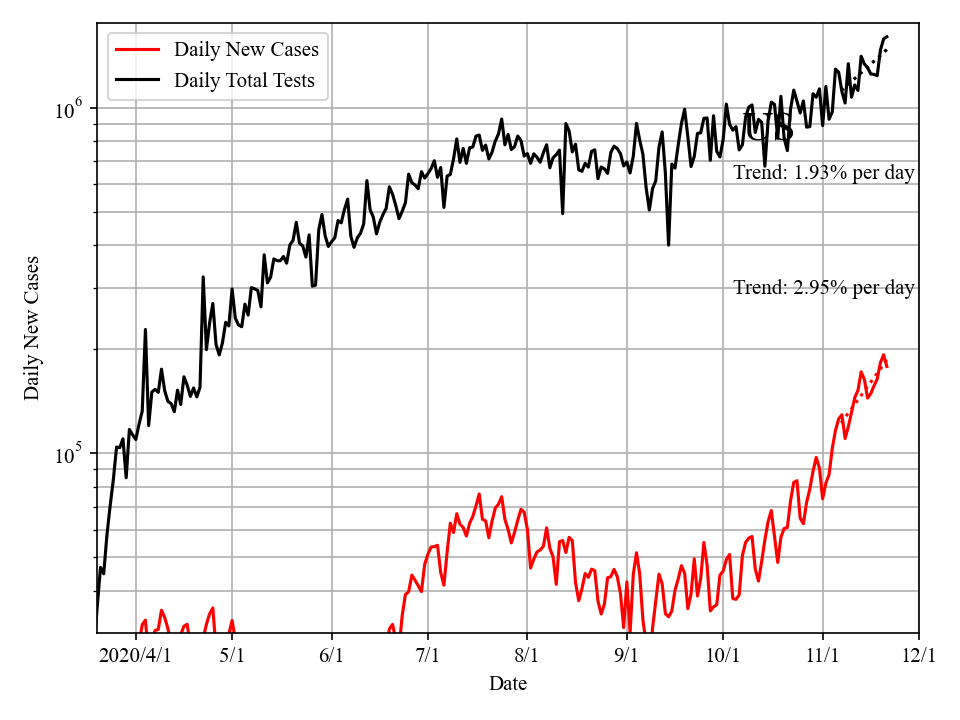 Daily New Cases
Daily Total Tests
10^6
US
Trend: 1.93% per day
Trend: 2.95% per day
Daily New Cases
10^5
2020/4/1 5/1 6/1 7/1 8/1 9/1 10/1 11/1 12/1
Date